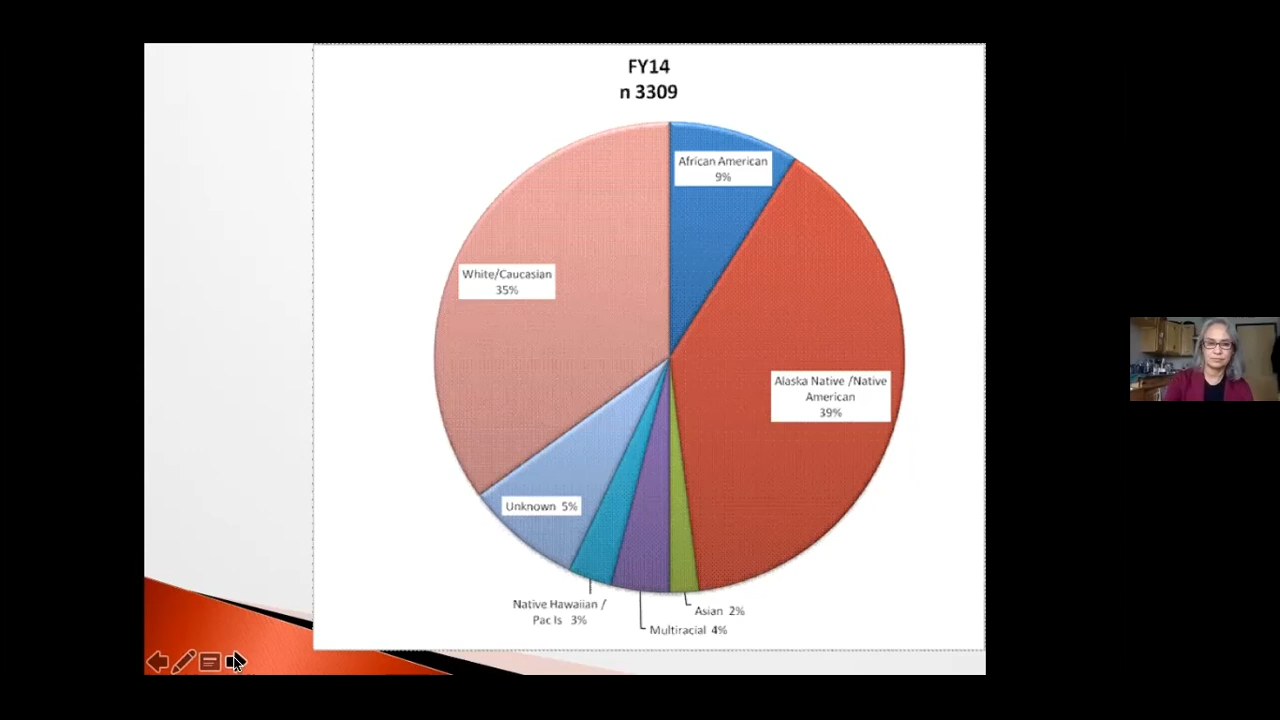 FY14
n 3309
African American
9%
White/Caucasian
35%
Alaska Native /Native
American
39%
Unknown 5%
Native Hawaiian /
Pac Is 3%
Asian 2%
Multiracial 4%